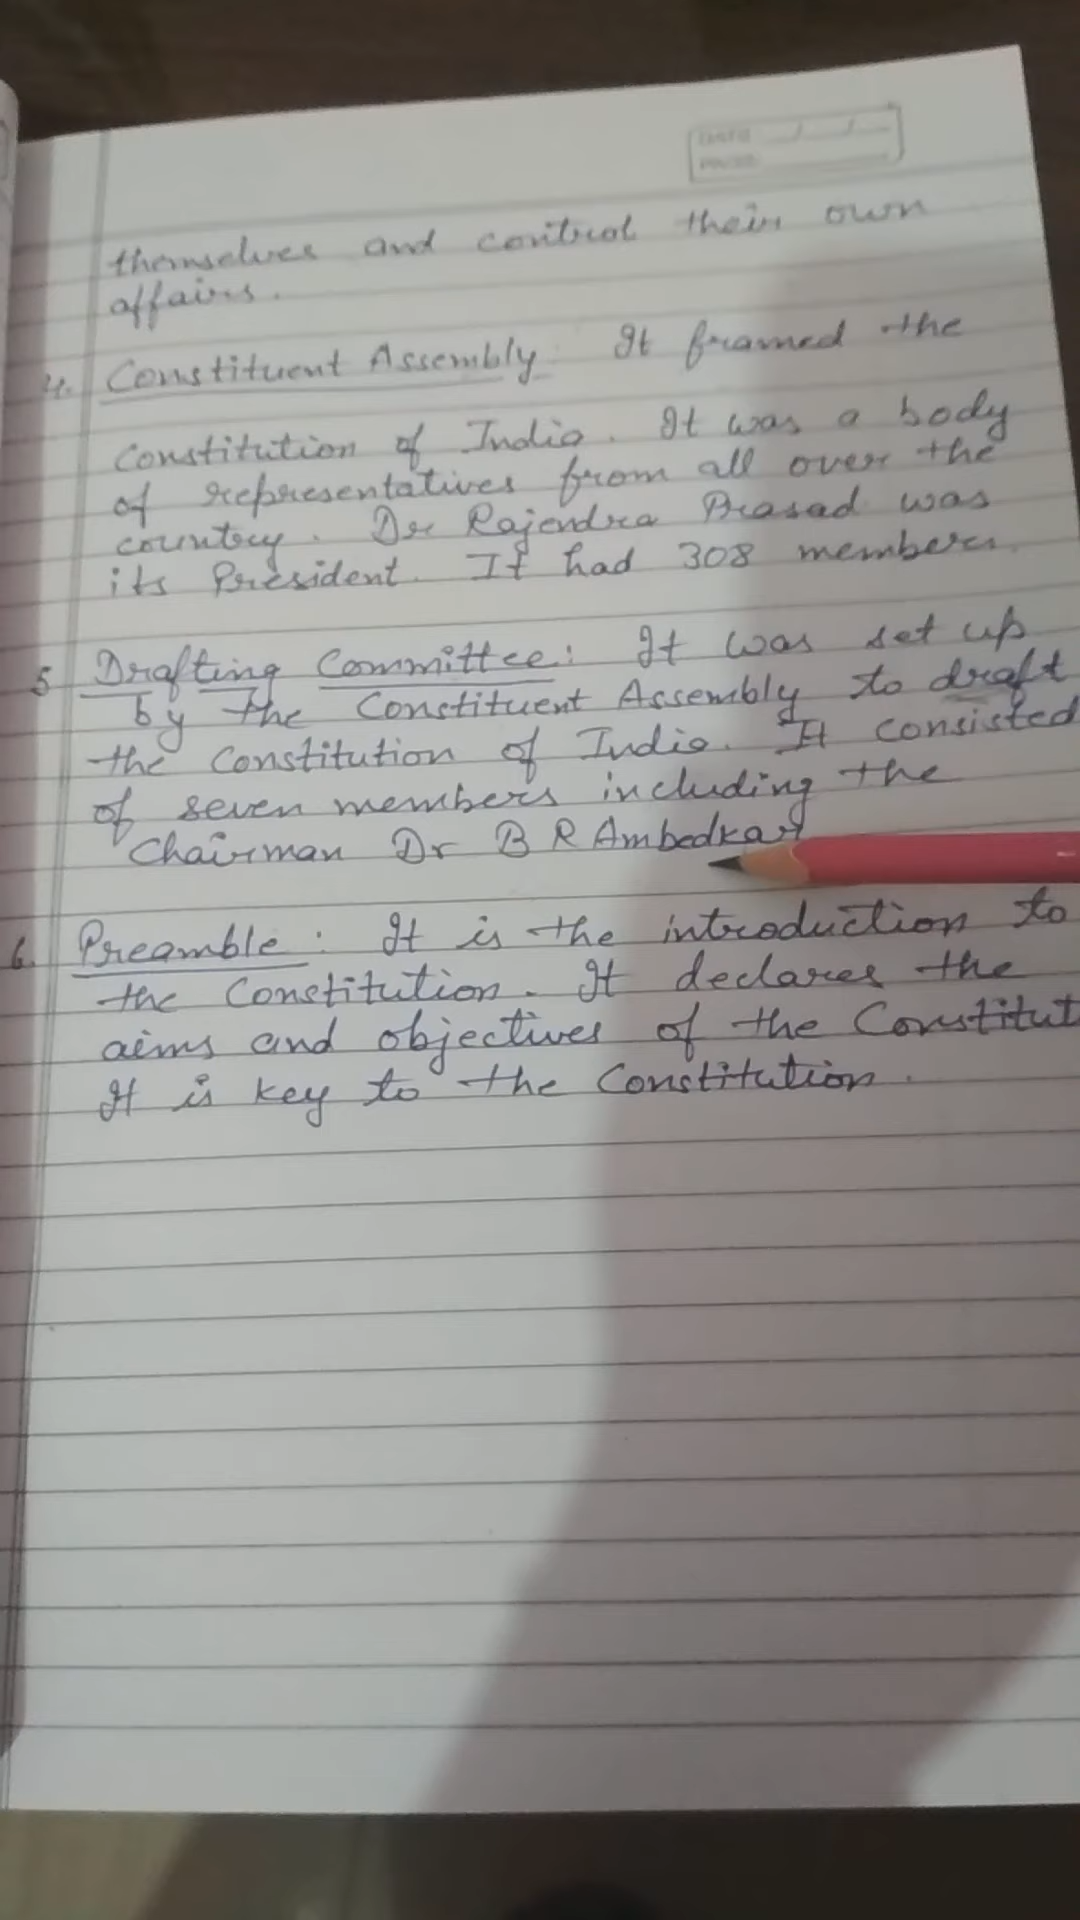 DATE
PAGE
themselves and control their own
affairs.
4. Constituent Assembly: It framed the
Constitution of India. It was a body
of representatives from all over the
country. Dr Rajendra Prasad was
its President. It had 308 members.
5 Drafting Committee: It was set up
by the Constituent Assembly to draft
the Constitution of India. It consisted
of seven members including the
Chairman Dr B R Ambedkar
6. Preamble: It is the introduction to
the Constitution. It declares the
aims and objectives of the Constitut
It is key to the Constitution.